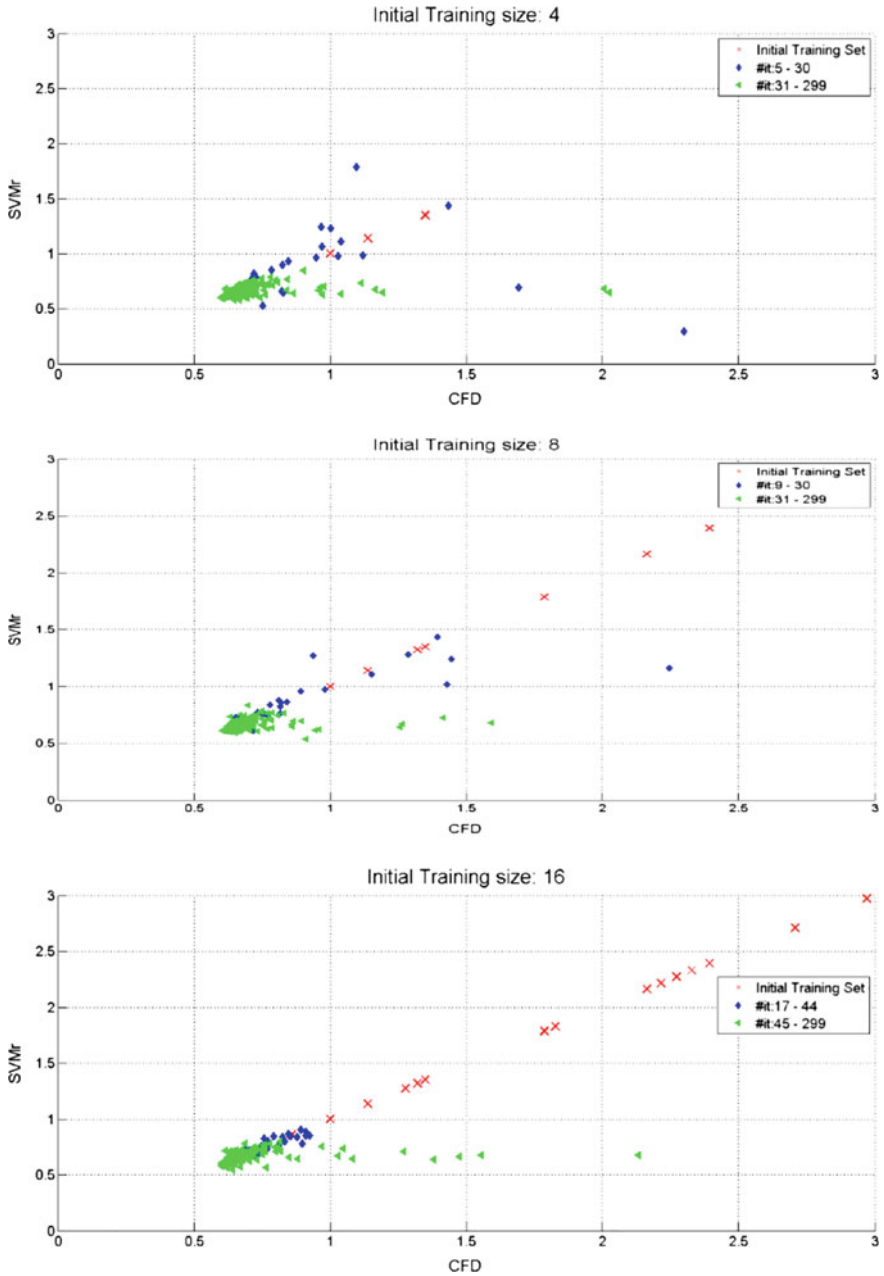 Initial Training size: 4
3
2.5
2
1.5
1
0.5
0
SVMr
Initial Training Set
#it:5 - 30
#it:31 - 299
0 0.5 1 1.5 2 2.5 3
CFD
Initial Training size: 8
3
2.5
2
1.5
1
0.5
0
SVMr
Initial Training Set
#it:9 - 30
#it:31 - 299
0 0.5 1 1.5 2 2.5 3
CFD
Initial Training size: 16
3
2.5
2
1.5
1
0.5
0
SVMr
Initial Training Set
#it:17 - 44
#it:45 - 299
0 0.5 1 1.5 2 2.5 3
CFD